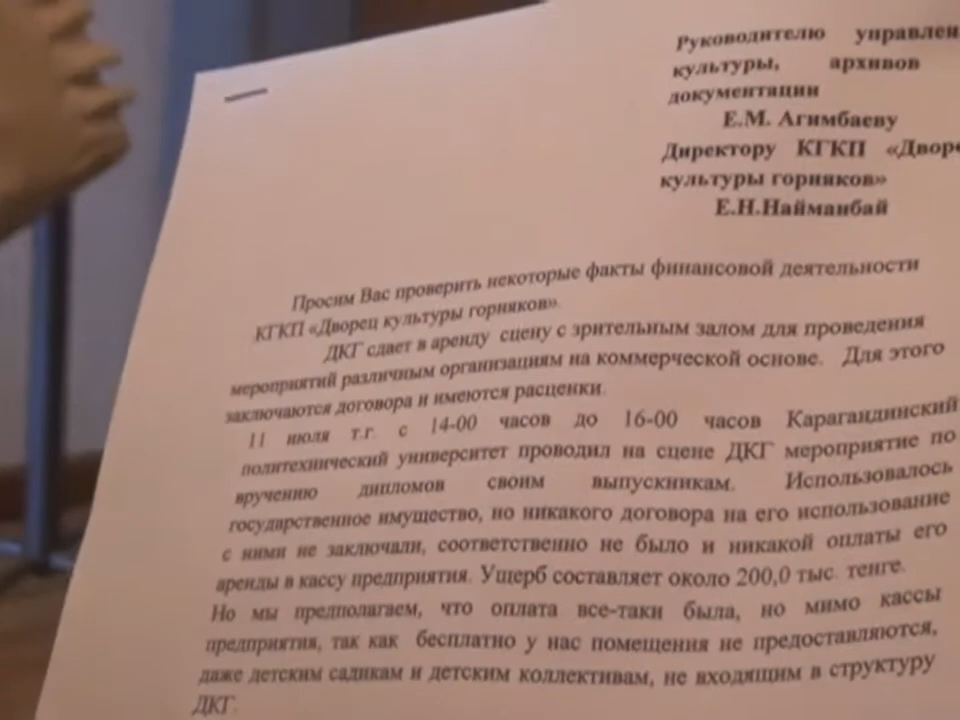 Руководителю
культуры, архивов
документации
Е.М. Агимбаеву
Директору КГКП
культуры горняков»
Е.Н.Найманбай
Просим Вас проверить некоторые факты финансовой деятельности
КГКП «Дворец культуры горняков».
ДКГ сдает в аренду сцену с зрительным залом для проведения
мероприятий различным организациям на коммерческой основе. Для этого
заключаются договора и имеются расценки.
11 июля т.г. с 14-00 часов до 16-00 часов Карагандинский
политехнический университет проводил на сцене ДКГ мероприятие по
вручению дипломов своим выпускникам. Использовалось
государственное имущество, но никакого договора на его использование
с ними не заключали, соответственно не было и никакой оплаты его
аренды в кассу предприятия. Ущерб составляет около 200,0 тыс. тенге.
Но мы предполагаем, что оплата все-таки была, но мимо кассы
предприятия, так как бесплатно у нас помещения не предоставляются,
даже детским садикам и детским коллективам, не входящим в структуру
ДКГ.